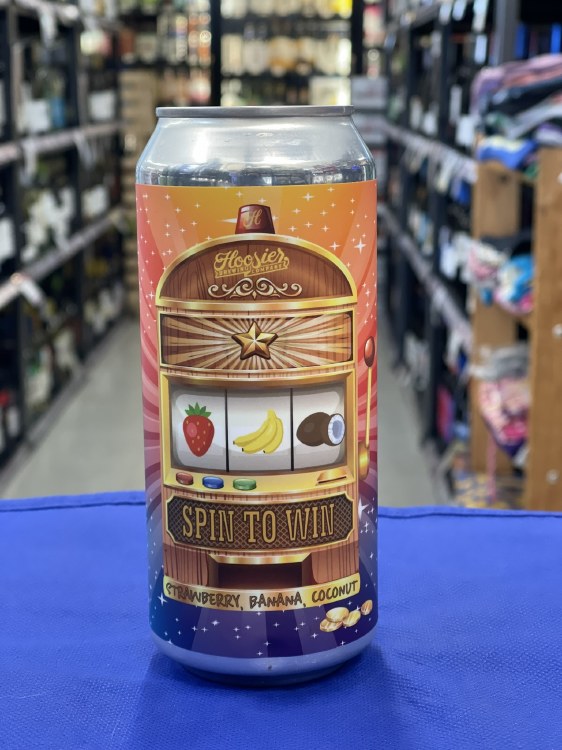 H
Hoosier
BREWING COMPANY
SPIN TO WIN
STRAWBERRY, BANANA, COCONUT